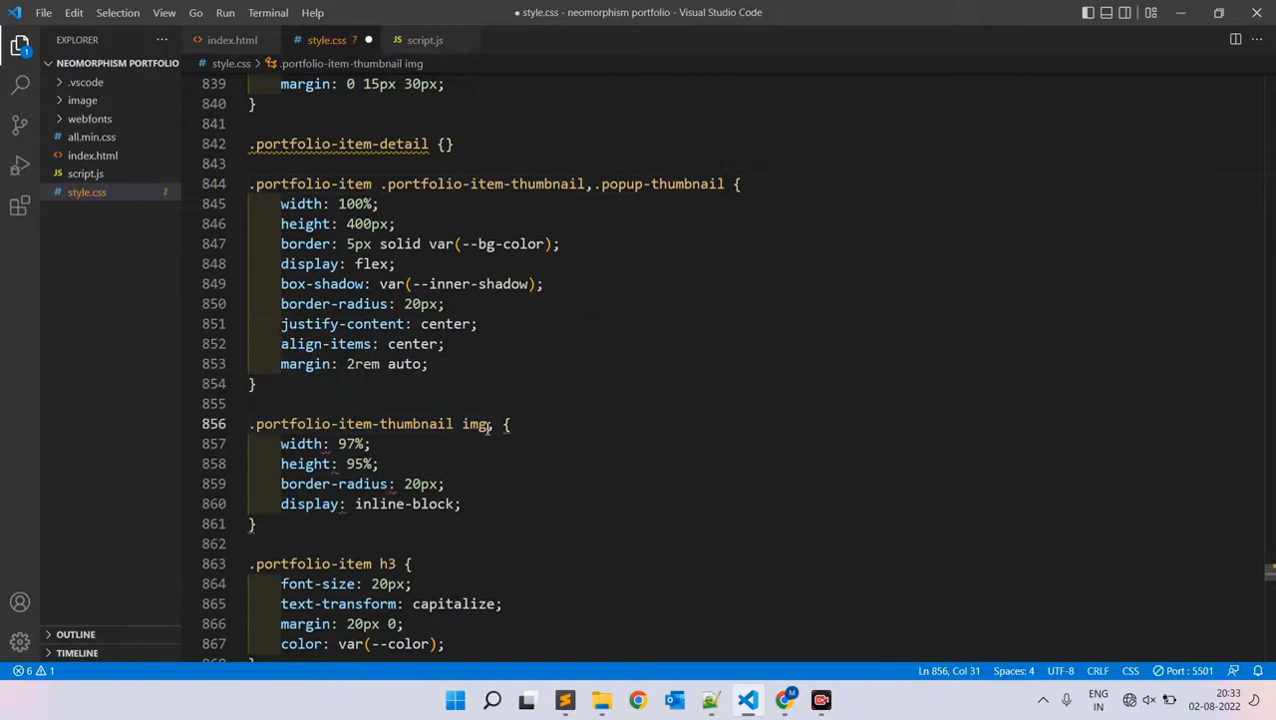 File Edit Selection View Go Run Terminal Help
style.css - neomorphism portfolio - Visual Studio Code
EXPLORER
index.html
style.css 7
script.js
NEOMORPHISM PORTFOLIO
style.css > .portfolio-item-thumbnail img
.vscode
image
webfonts
all.min.css
index.html
script.js
style.css 7
839 margin: 0 15px 30px;
840 }
841
842 .portfolio-item-detail {}
843
844 .portfolio-item .portfolio-item-thumbnail,.popup-thumbnail {
845 width: 100%;
846 height: 400px;
847 border: 5px solid var(--bg-color);
848 display: flex;
849 box-shadow: var(--inner-shadow);
850 border-radius: 20px;
851 justify-content: center;
852 align-items: center;
853 margin: 2rem auto;
854 }
855
856 .portfolio-item-thumbnail img, {
857 width: 97%;
858 height: 95%;
859 border-radius: 20px;
860 display: inline-block;
861 }
862
863 .portfolio-item h3 {
864 font-size: 20px;
865 text-transform: capitalize;
866 margin: 20px 0;
867 color: var(--color);
OUTLINE
TIMELINE
6 1
Ln 856, Col 31 Spaces: 4 UTF-8 CRLF CSS Port : 5501
ENG
IN
20:33
02-08-2022